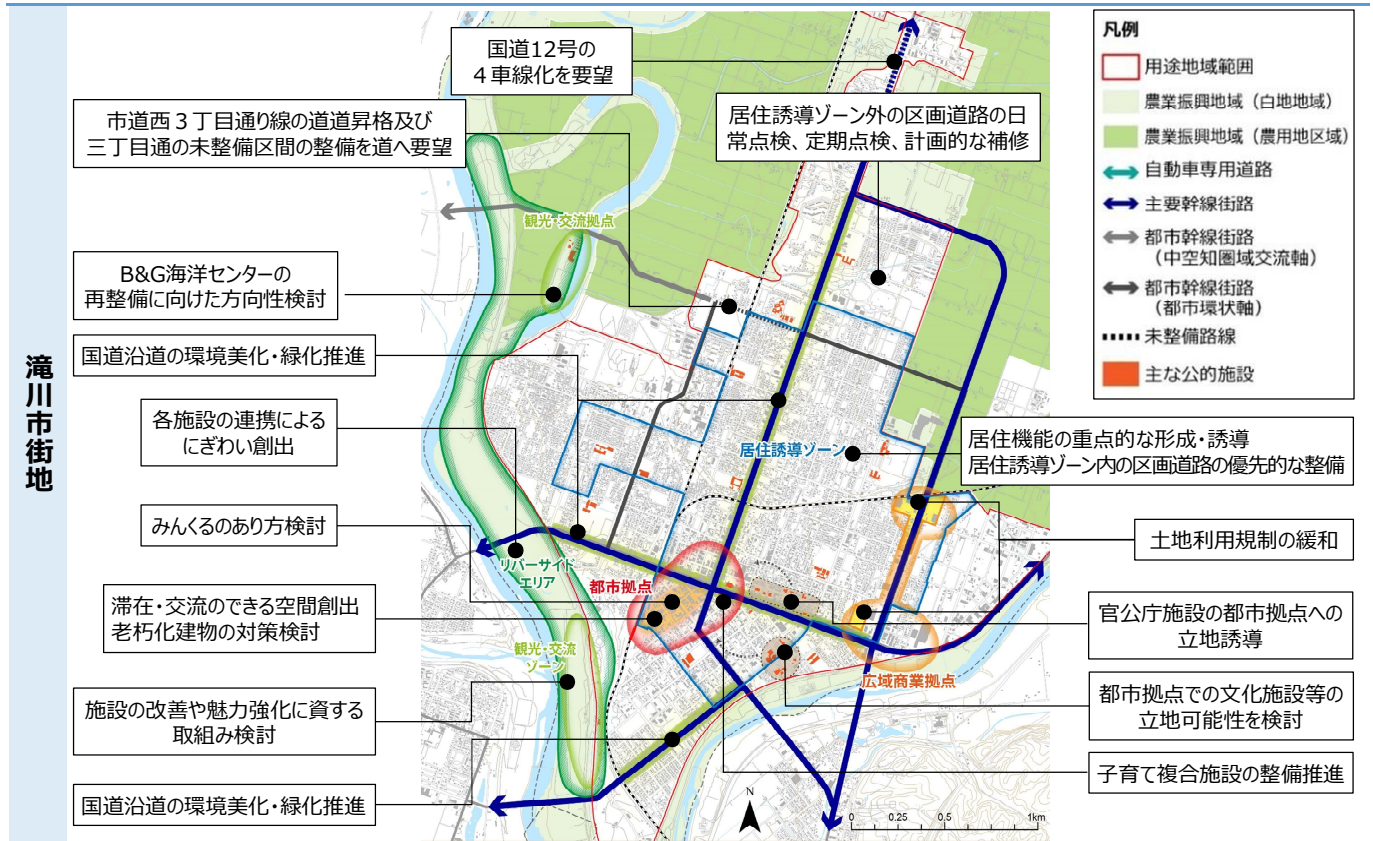 滝川市街地
国道12号の
４車線化を要望
市道西３丁目通り線の道道昇格及び
三丁目通の未整備区間の整備を道へ要望
居住誘導ゾーン外の区画道路の日
常点検、定期点検、計画的な補修
B&G海洋センターの
再整備に向けた方向性検討
国道沿道の環境美化・緑化推進
各施設の連携による
にぎわい創出
みんくるのあり方検討
滞在・交流のできる空間創出
老朽化建物の対策検討
施設の改善や魅力強化に資する
取組み検討
国道沿道の環境美化・緑化推進
観光・交流拠点
居住誘導ゾーン
リバーサイド
エリア
都市拠点
観光・交流
ゾーン
広域商業拠点
居住機能の重点的な形成・誘導
居住誘導ゾーン内の区画道路の優先的な整備
土地利用規制の緩和
官公庁施設の都市拠点への
立地誘導
都市拠点での文化施設等の
立地可能性を検討
子育て複合施設の整備推進
N
0 0.25 0.5 1km
凡例
用途地域範囲
農業振興地域（白地地域）
農業振興地域（農用地区域）
自動車専用道路
主要幹線街路
都市幹線街路
（中空知圏域交流軸）
都市幹線街路
（都市環状軸）
未整備路線
主な公的施設